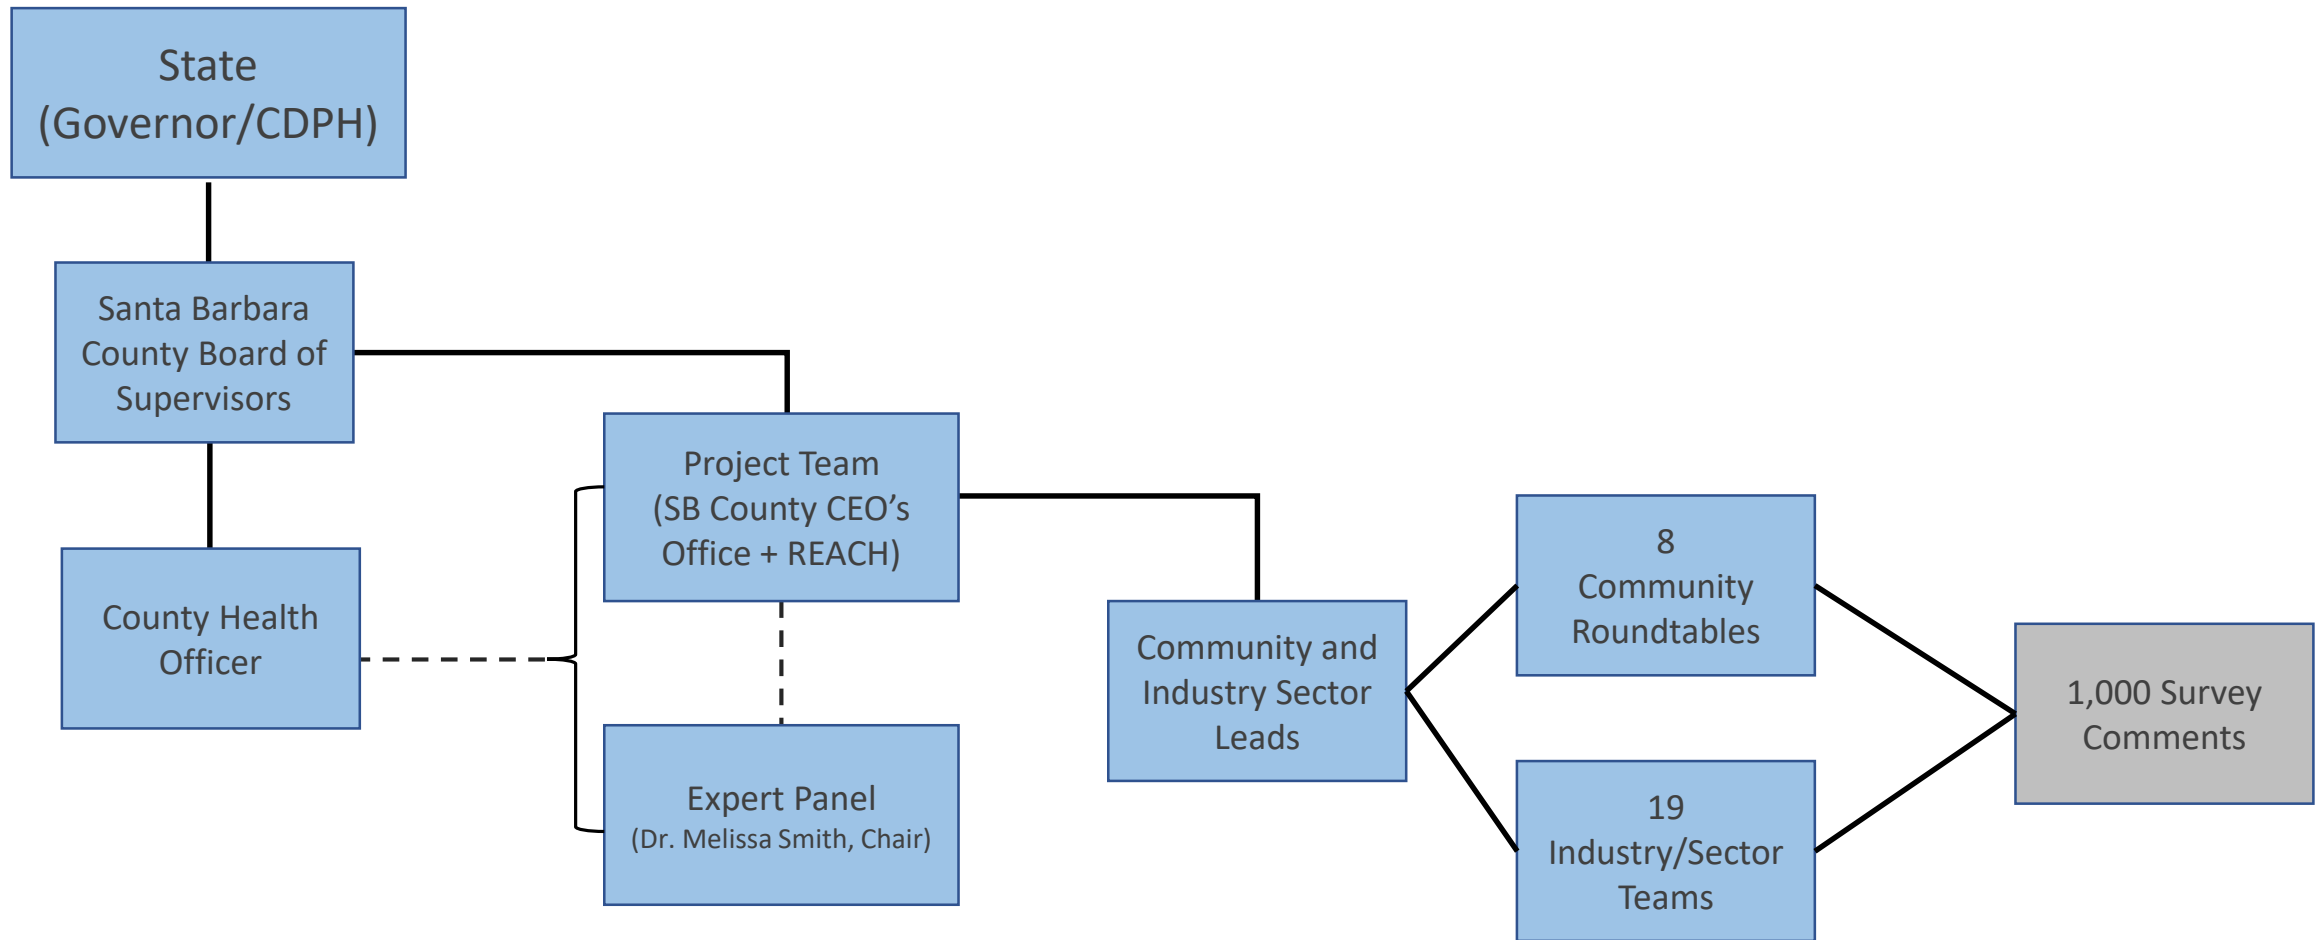 State
(Governor/CDPH)
Santa Barbara
County Board of
Supervisors
County Health
Officer
Project Team
(SB County CEO’s
Office + REACH)
Expert Panel
(Dr. Melissa Smith, Chair)
Community and
Industry Sector
Leads
8
Community
Roundtables
19
Industry/Sector
Teams
1,000 Survey
Comments